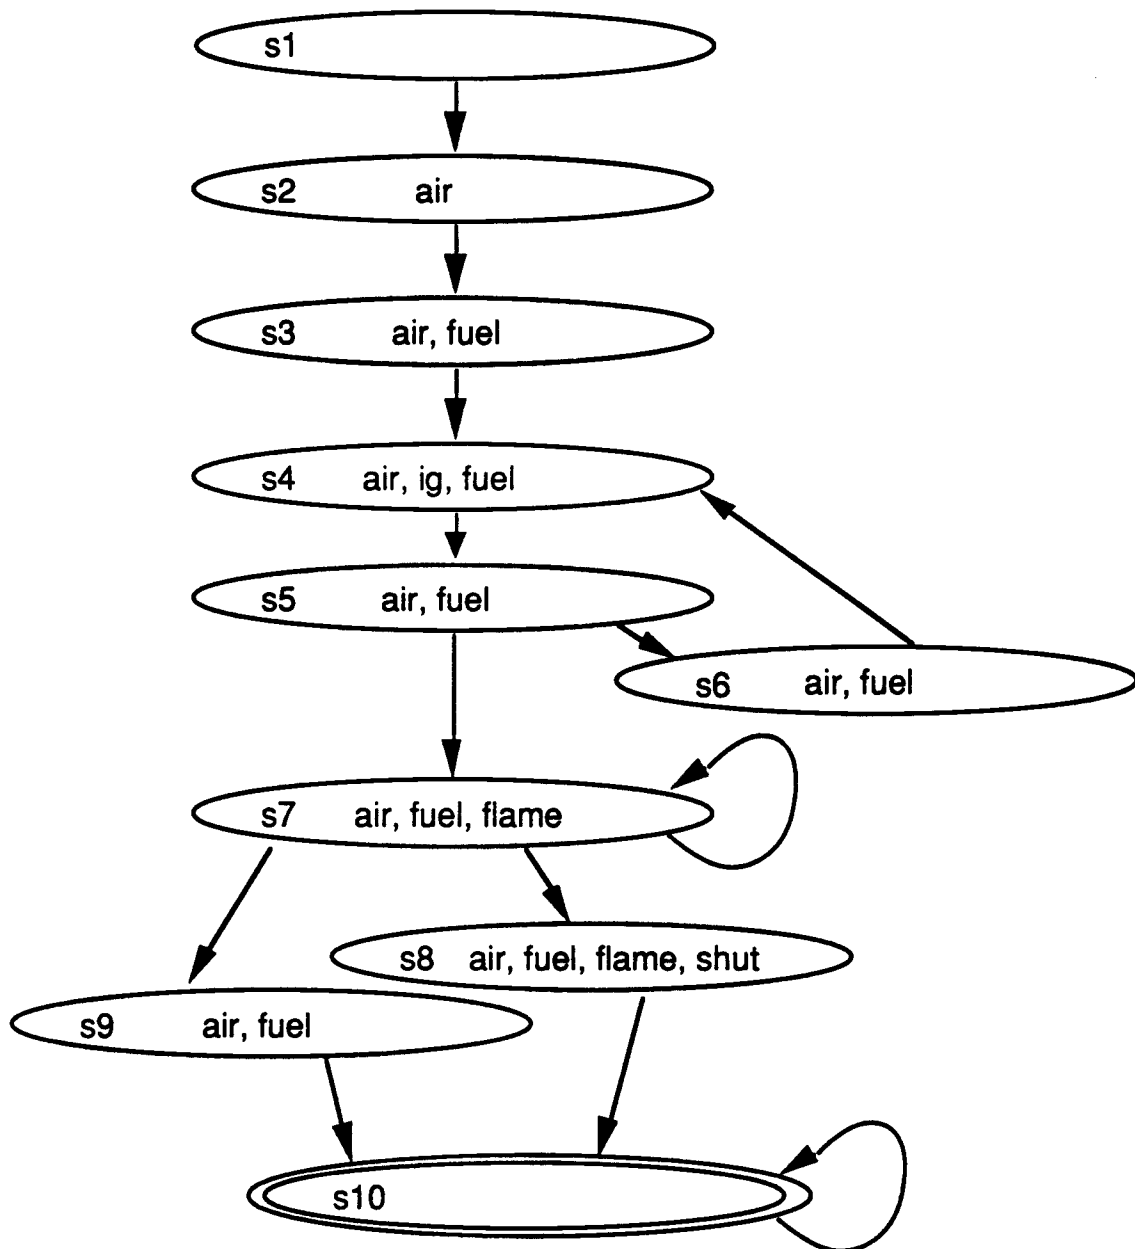 s1
s2 air
s3 air, fuel
s4 air, ig, fuel
s5 air, fuel
s6 air, fuel
s7 air, fuel, flame
s8 air, fuel, flame, shut
s9 air, fuel
s10